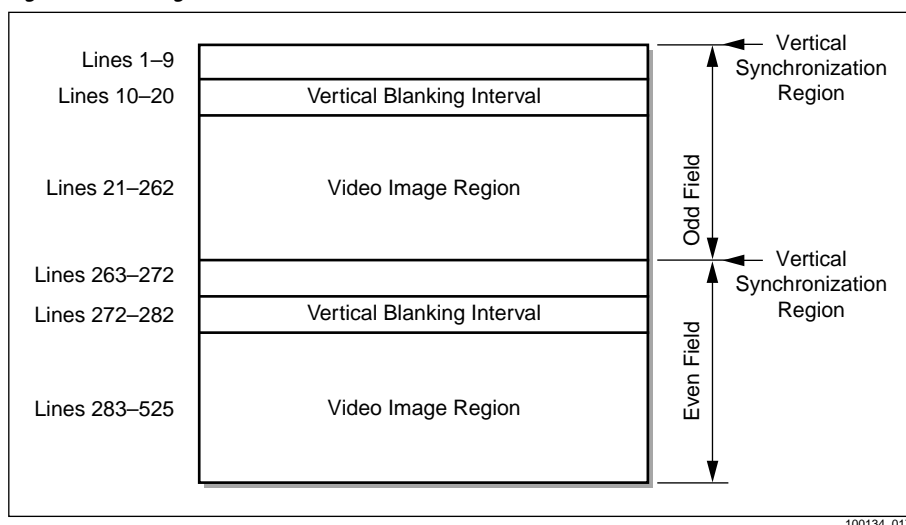 Lines 1–9
Vertical
Synchronization
Region
Lines 10–20
Vertical Blanking Interval
Lines 21–262
Video Image Region
Odd Field
Lines 263–272
Vertical
Synchronization
Region
Lines 272–282
Vertical Blanking Interval
Lines 283–525
Video Image Region
Even Field